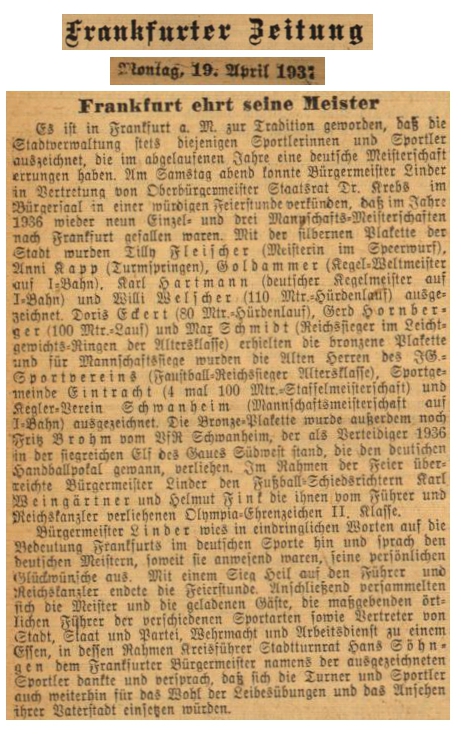 Frankfurter Zeitung
Montag, 19. April 1937
Frankfurt ehrt seine Meister
Es ist in Frankfurt a. M. zur Tradition geworden, daß die
Stadtverwaltung stets diejenigen Sportlerinnen und Sportler
auszeichnet, die im abgelaufenen Jahre eine deutsche Meisterschaft
errungen haben. Am Samstag abend konnte Bürgermeister Linder
in Vertretung von Oberbürgermeister Staatsrat Dr. Krebs im
Bürgersaal in einer würdigen Feierstunde verkünden, daß im Jahre
1936 wieder neun Einzel- und drei Mannschafts-Meisterschaften
nach Frankfurt gefallen waren. Mit der silbernen Plakette der
Stadt wurden Tilly Fleischer (Meisterin im Speerwurf),
Anni Kapp (Turmspringen), Goldammer (Kegel-Weltmeister
auf I-Bahn), Karl Hartmann (deutscher Kegelmeister auf
I-Bahn) und Willi Welscher (110 Mtr.-Hürdenlauf) ausge-
zeichnet. Doris Eckert (80 Mtr.-Hürdenlauf), Gerd Hornber-
ger (100 Mtr.-Lauf) und Max Schmidt (Reichssieger im Leicht-
gewichts-Ringen der Altersklasse) erhielten die bronzene Plakette
und für Mannschaftssiege wurden die Alten Herren des JG.-
Sportvereins (Faustball-Reichssieger Altersklasse), Sportge-
meinde Eintracht (4 mal 100 Mtr.-Staffelmeisterschaft) und
Kegler-Verein Schwanheim (Mannschaftsmeisterschaft auf
I-Bahn) ausgezeichnet. Die Bronze-Plakette wurde außerdem noch
Fritz Brohm vom VfR Schwanheim, der als Verteidiger 1936
in der siegreichen Elf des Gaues Südwest stand, die den deutschen
Handballpokal gewann, verliehen. Im Rahmen der Feier über-
reichte Bürgermeister Linder den Fußball-Schiedsrichtern Karl
Weingärtner und Helmut Fink die ihnen vom Führer und
Reichskanzler verliehenen Olympia-Ehrenzeichen II. Klasse.
Bürgermeister Linder wies in eindringlichen Worten auf die
Bedeutung Frankfurts im deutschen Sporte hin und sprach den
deutschen Meistern, soweit sie anwesend waren, seine persönlichen
Glückwünsche aus. Mit einem Sieg Heil auf den Führer und
Reichskanzler endete die Feierstunde. Anschließend versammelten
sich die Meister und die geladenen Gäste, die maßgebenden ört-
lichen Führer der verschiedenen Sportarten sowie Vertreter von
Stadt, Staat und Partei, Wehrmacht und Arbeitsdienst zu einem
Essen, in dessen Rahmen Kreisführer Stadtturnrat Hans Söhn-
gen dem Frankfurter Bürgermeister namens der ausgezeichneten
Sportler dankte und versprach, daß sich die Turner und Sportler
auch weiterhin für das Wohl der Leibesübungen und das Ansehen
ihrer Vaterstadt einsetzen würden.